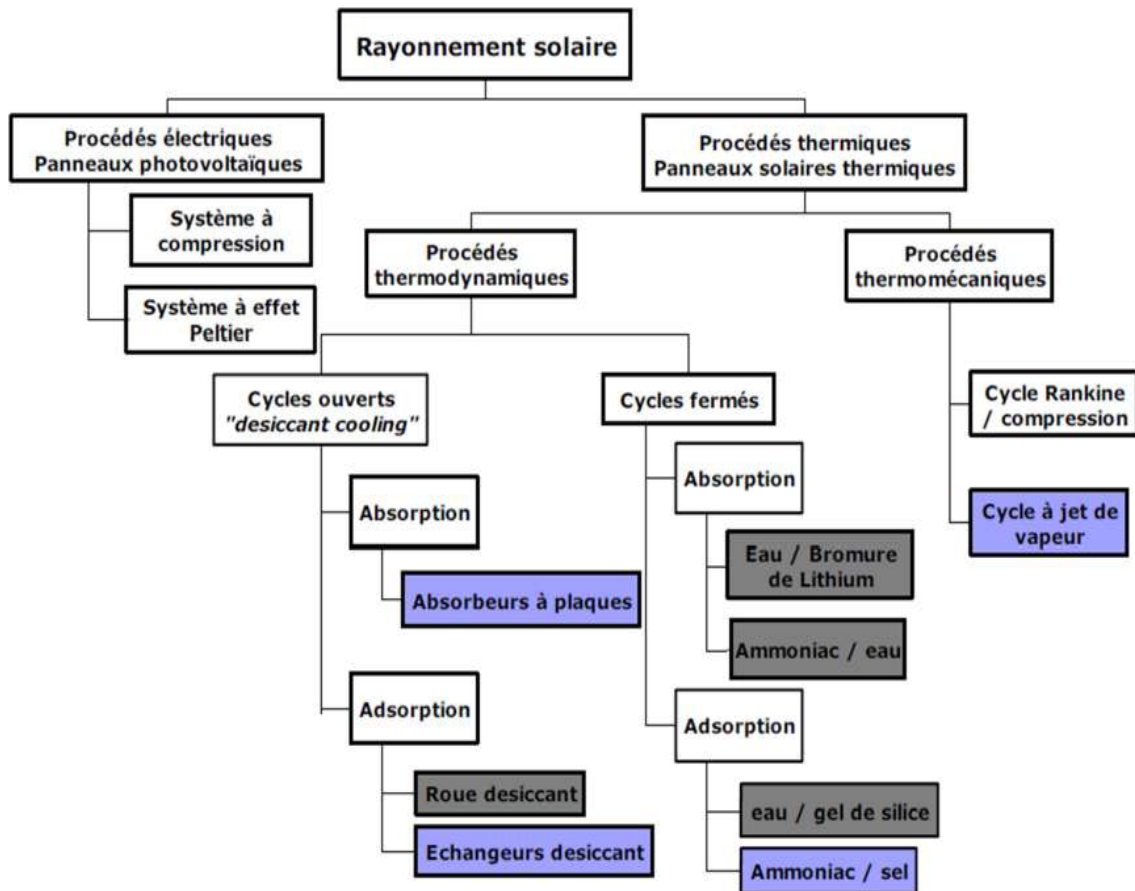 Rayonnement solaire
Procédés électriques
Panneaux photovoltaïques
Système à
compression
Système à effet
Peltier
Procédés thermiques
Panneaux solaires thermiques
Procédés
thermodynamiques
Cycles ouverts
"desiccant cooling"
Absorption
Absorbeurs à plaques
Adsorption
Roue desiccant
Echangeurs desiccant
Cycles fermés
Absorption
Eau / Bromure
de Lithium
Ammoniac / eau
Adsorption
eau / gel de silice
Ammoniac / sel
Procédés
thermomécaniques
Cycle Rankine
/ compression
Cycle à jet de
vapeur